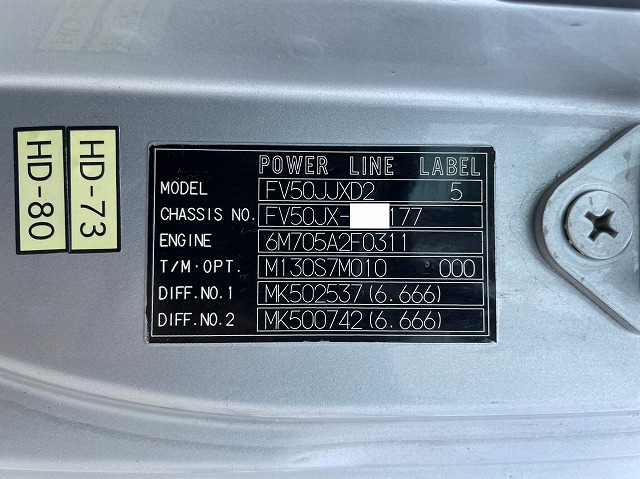 HD-80
HD-73
POWER LINE LABEL
MODEL FV50JJXD2 5
CHASSIS NO. FV50JX- 177
ENGINE 6M705A2F0311
T/M·OPT. M130S7M010 000
DIFF.NO.1 MK502537(6.666)
DIFF.NO.2 MK500742(6.666)